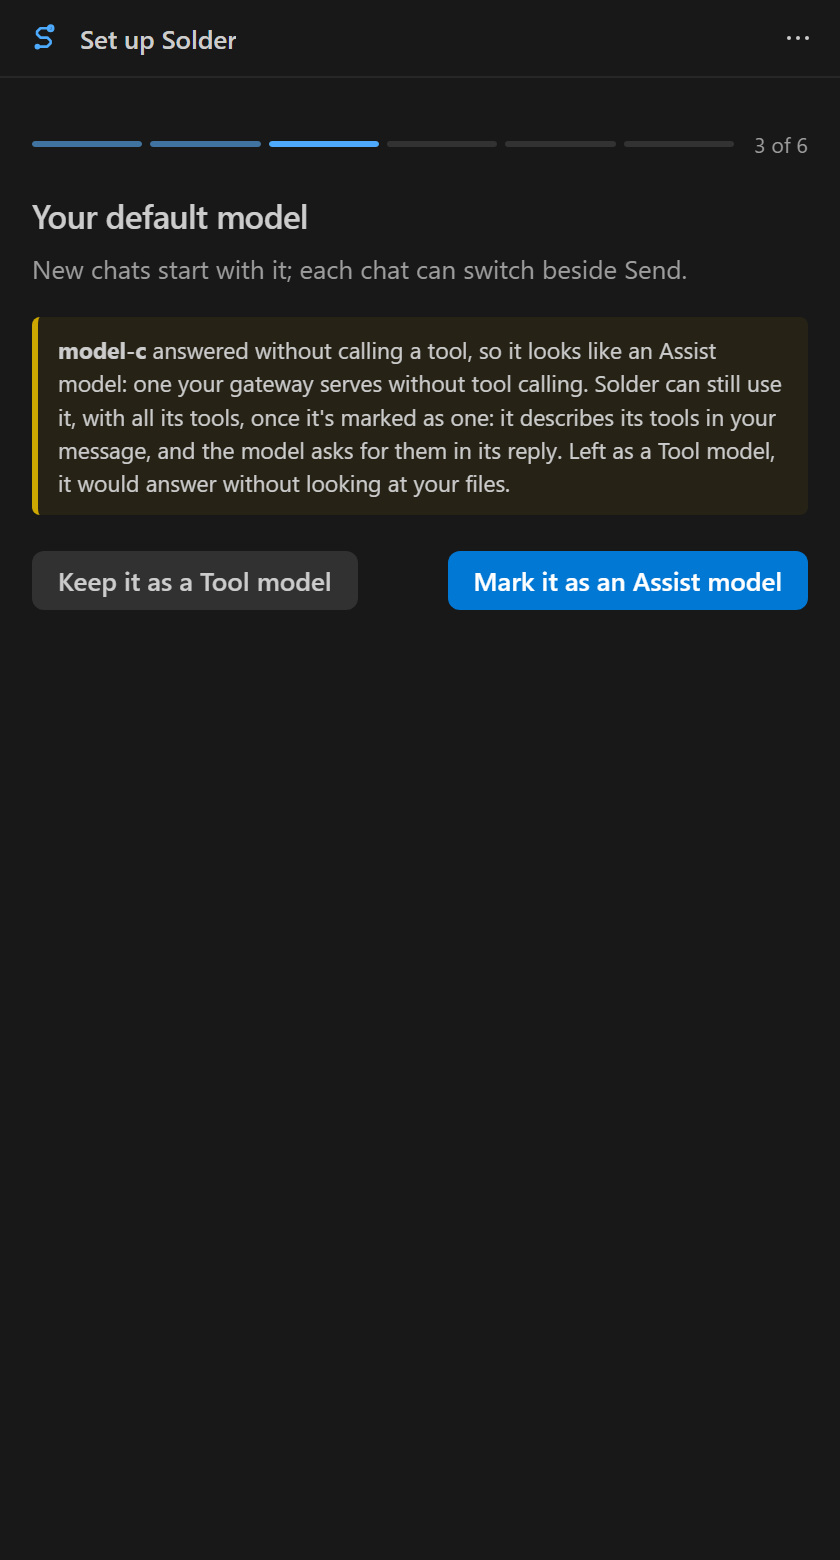 Set up Solder
3 of 6
Your default model
New chats start with it; each chat can switch beside Send.
model-c answered without calling a tool, so it looks like an Assist
model: one your gateway serves without tool calling. Solder can still use
it, with all its tools, once it's marked as one: it describes its tools in your
message, and the model asks for them in its reply. Left as a Tool model,
it would answer without looking at your files.
Keep it as a Tool model
Mark it as an Assist model